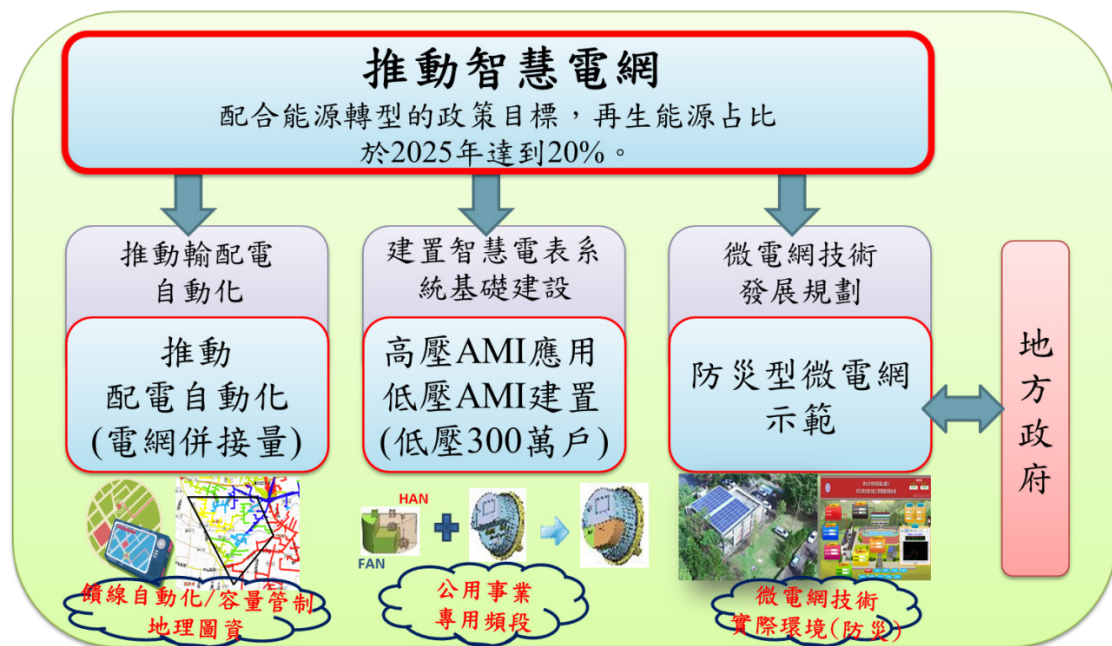 推動智慧電網
配合能源轉型的政策目標，再生能源占比
於2025年達到20%。
推動輸配電
自動化
推動
配電自動化
(電網併接量)
饋線自動化/容量管制
地理圖資
建置智慧電表系
統基礎建設
高壓AMI應用
低壓AMI建置
(低壓300萬戶)
HAN
FAN
公用事業
專用頻段
微電網技術
發展規劃
防災型微電網
示範
微電網技術
實際環境(防災)
地方政府